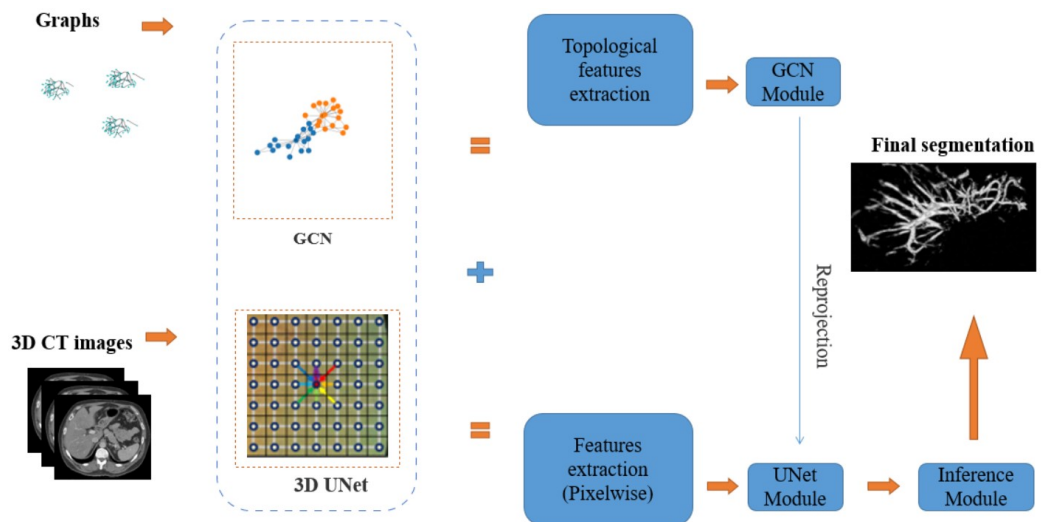 Graphs
GCN
Topological
features
extraction
GCN
Module
Final segmentation
Reprojection
3D CT images
3D UNet
Features
extraction
(Pixelwise)
UNet
Module
Inference
Module